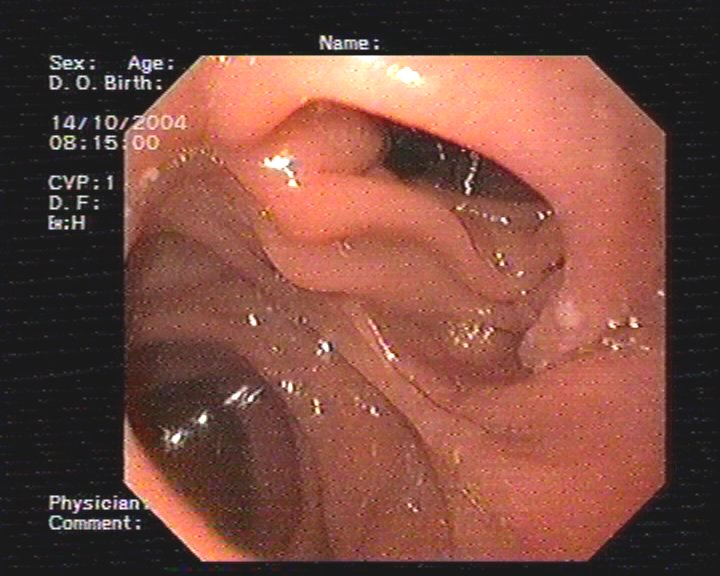 Name:
Sex: Age:
D. O. Birth:
14/10/2004
08:15:00
CVP:1
D. F:
Physician:
Comment: